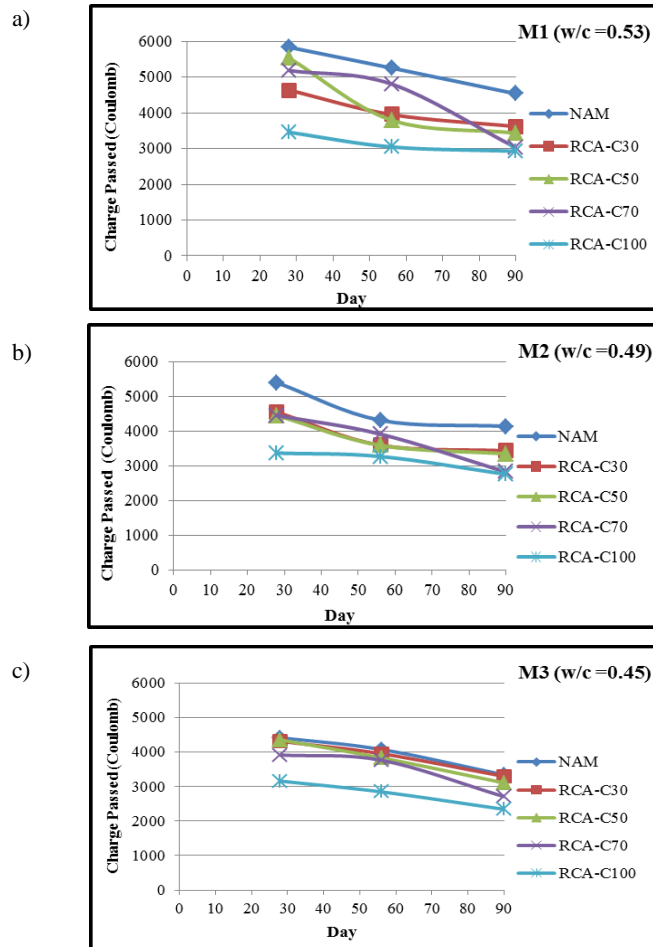 a)
M1 (w/c =0.53)
Charge Passed (Coulomb)
6000
5000
4000
3000
2000
1000
0
0 10 20 30 40 50 60 70 80 90
Day
NAM
RCA-C30
RCA-C50
RCA-C70
RCA-C100
b)
M2 (w/c =0.49)
Charge Passed (Coulomb)
6000
5000
4000
3000
2000
1000
0
0 10 20 30 40 50 60 70 80 90
Day
NAM
RCA-C30
RCA-C50
RCA-C70
RCA-C100
c)
M3 (w/c =0.45)
Charge Passed (Coulomb)
6000
5000
4000
3000
2000
1000
0
0 10 20 30 40 50 60 70 80 90
Day
NAM
RCA-C30
RCA-C50
RCA-C70
RCA-C100